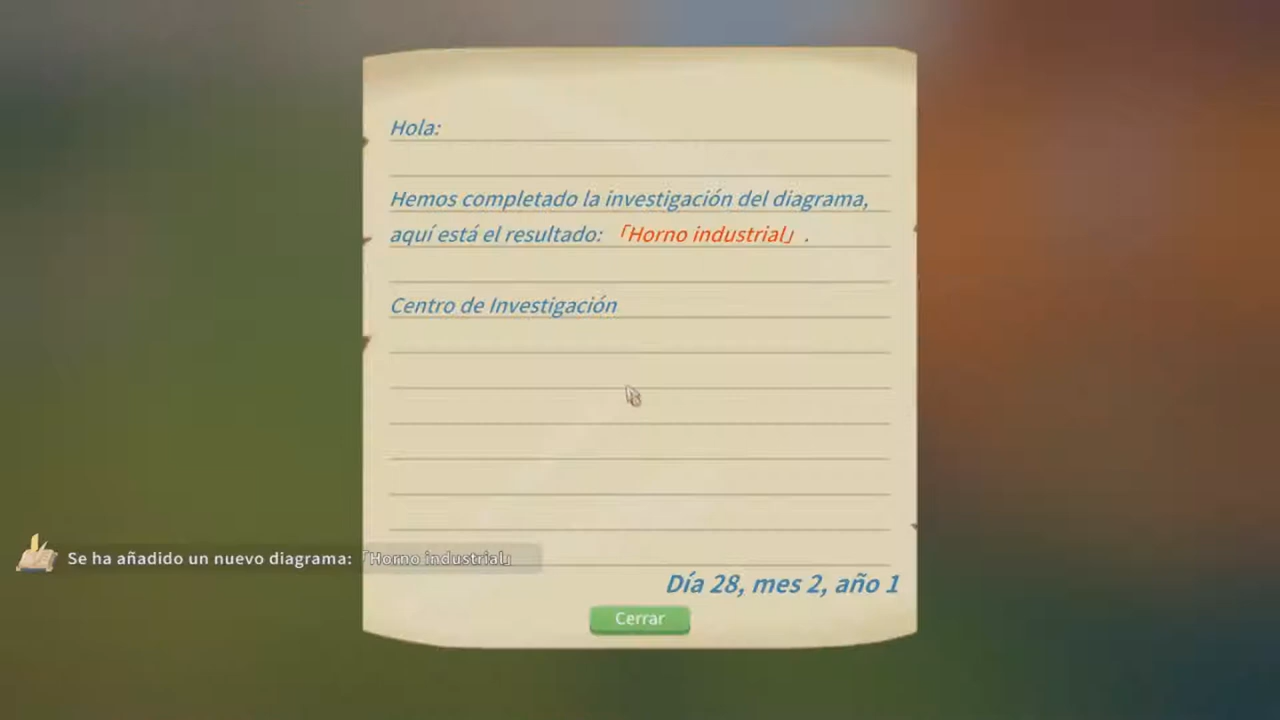 Hola:
Hemos completado la investigación del diagrama,
aquí está el resultado: 「Horno industrial」.
Centro de Investigación
Se ha añadido un nuevo diagrama: 「Horno industrial」
Día 28, mes 2, año 1
Cerrar